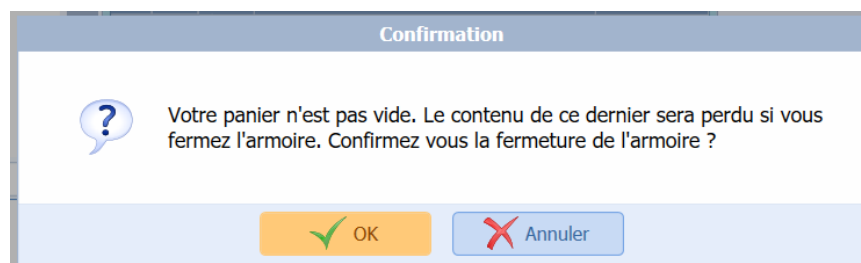 Confirmation
Votre panier n'est pas vide. Le contenu de ce dernier sera perdu si vous
fermez l'armoire. Confirmez vous la fermeture de l'armoire ?
OK
Annuler